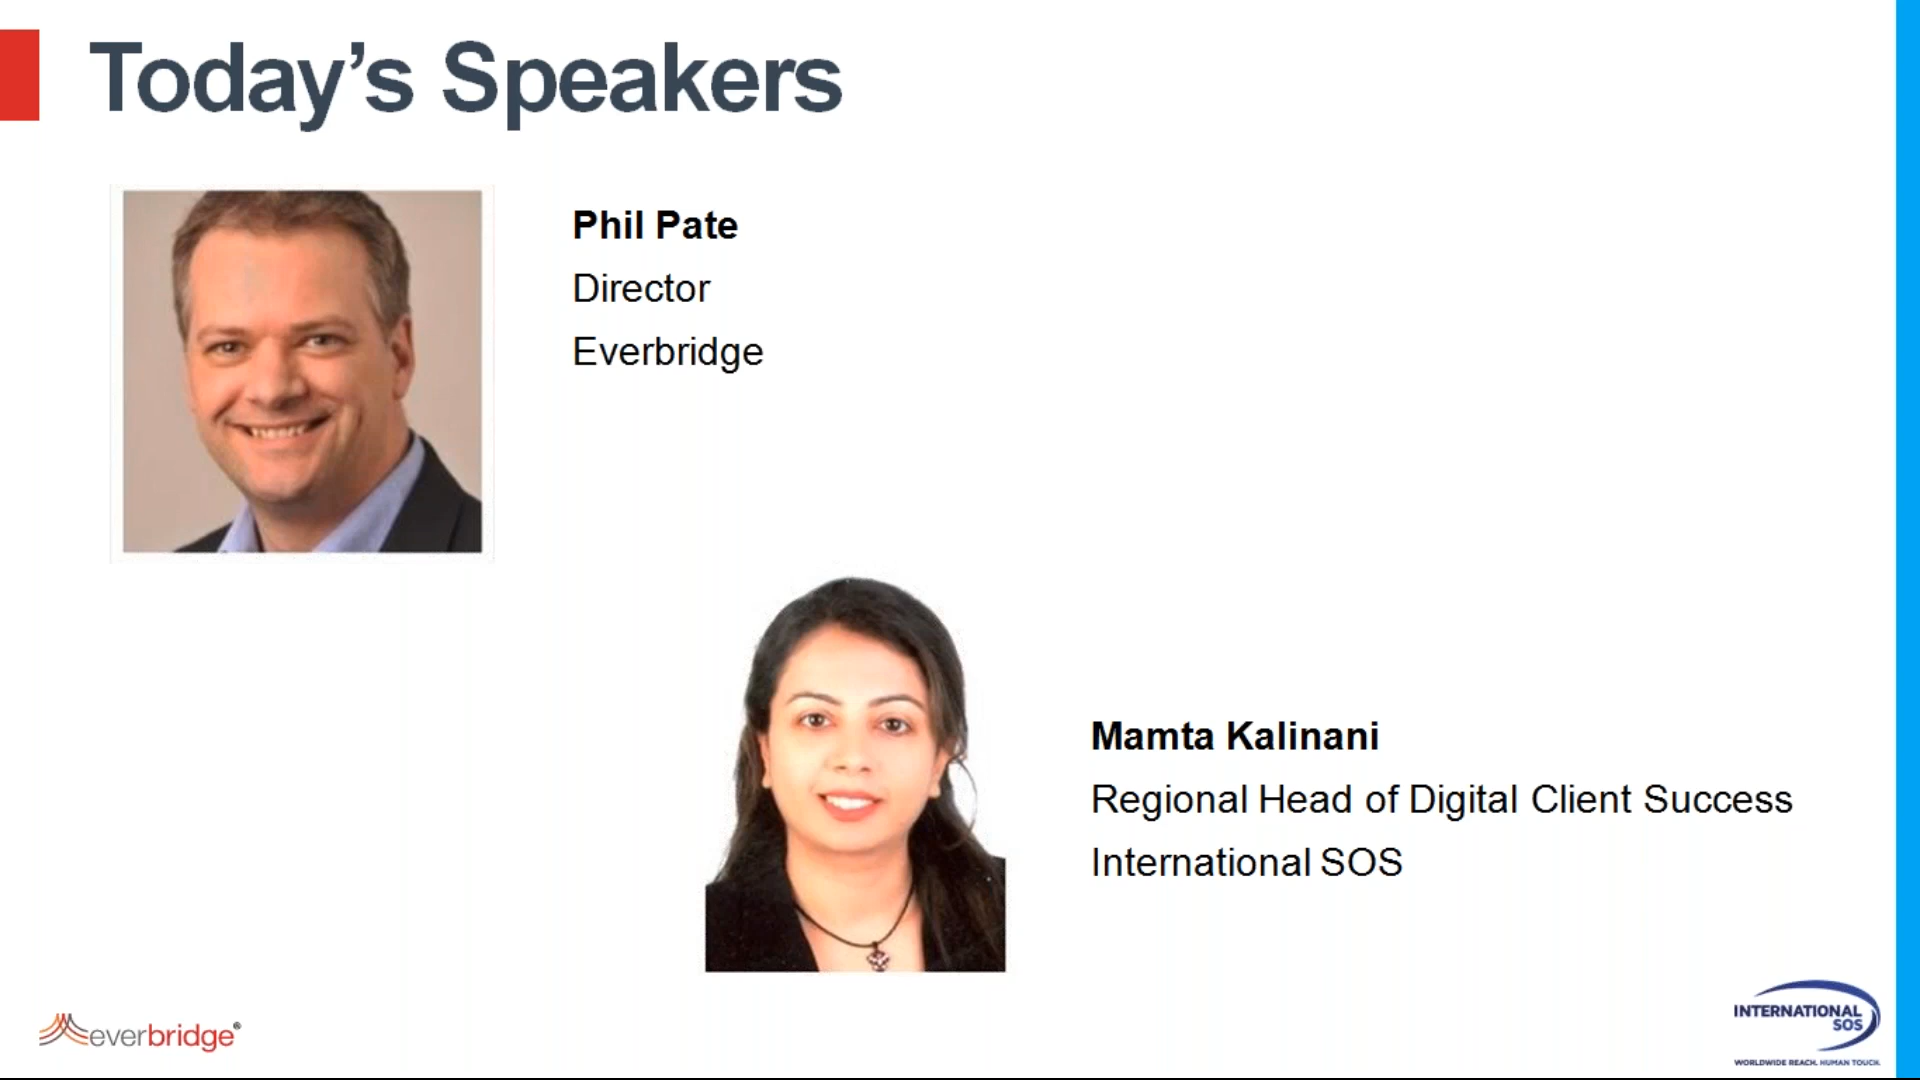 Today’s Speakers
Phil Pate
Director
Everbridge
Mamta Kalinani
Regional Head of Digital Client Success
International SOS
everbridge®
INTERNATIONAL
SOS
WORLDWIDE REACH. HUMAN TOUCH.